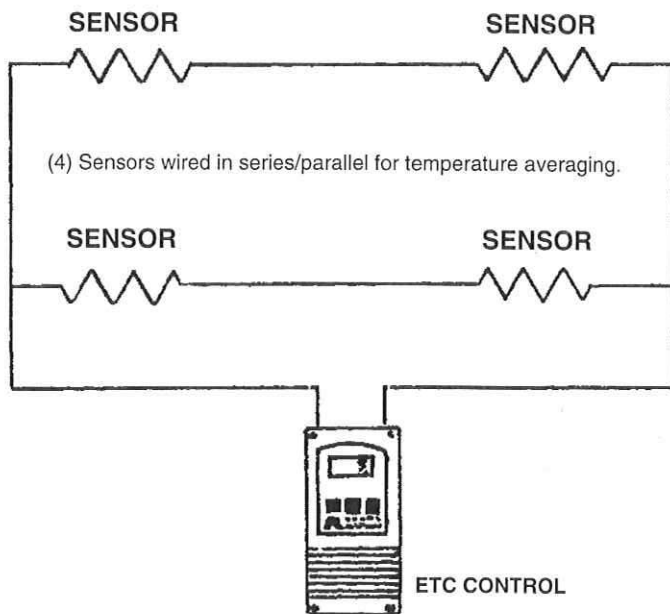 SENSOR SENSOR
(4) Sensors wired in series/parallel for temperature averaging.
SENSOR SENSOR
ETC CONTROL